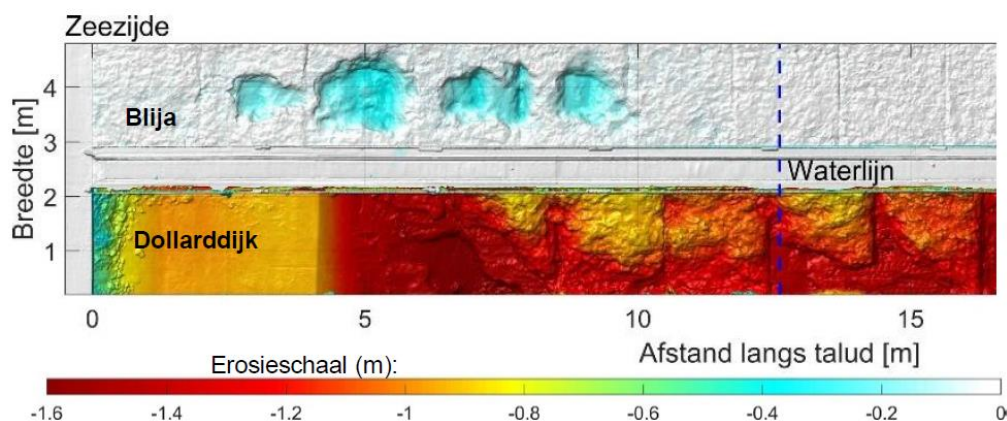 Zeezijde
Breedte [m]
4
3
2
1
Blija
Waterlijn
Dollarddijk
0 5 10 15
Erosieschaal (m): Afstand langs talud [m]
-1.6 -1.4 -1.2 -1 -0.8 -0.6 -0.4 -0.2 0